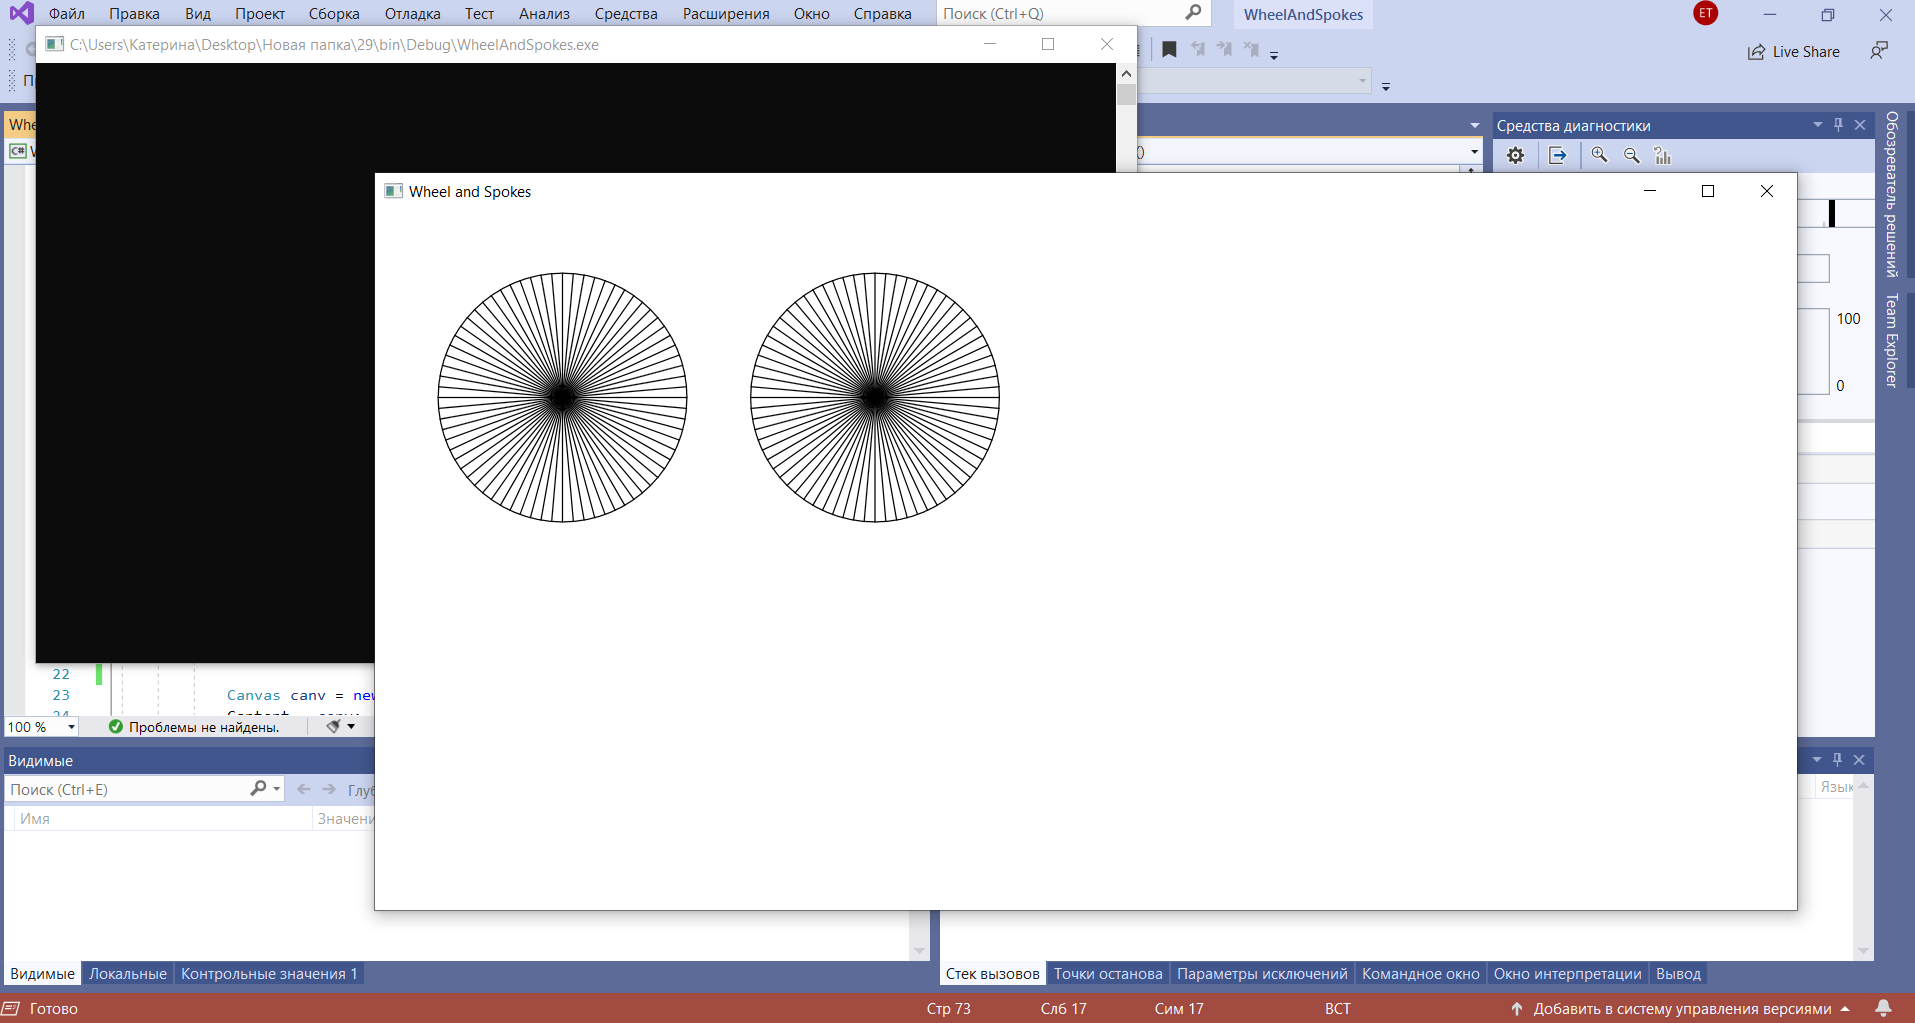 Файл Правка Вид Проект Сборка Отладка Тест Анализ Средства Расширения Окно Справка Поиск (Ctrl+Q) WheelAndSpokes ET
C:\Users\Катерина\Desktop\Новая папка\29\bin\Debug\WheelAndSpokes.exe
Live Share
Whe
Средства диагностики
C#
()
Wheel and Spokes
Обозреватель решений
Team Explorer
100
0
22
23 Canvas canv = new
100 % Проблемы не найдены.
Видимые
Поиск (Ctrl+E) Глуб
Язык
Имя Значени
Видимые Локальные Контрольные значения 1
Стек вызовов Точки останова Параметры исключений Командное окно Окно интерпретации Вывод
Готово Стр 73 Слб 17 Сим 17 ВСТ Добавить в систему управления версиями